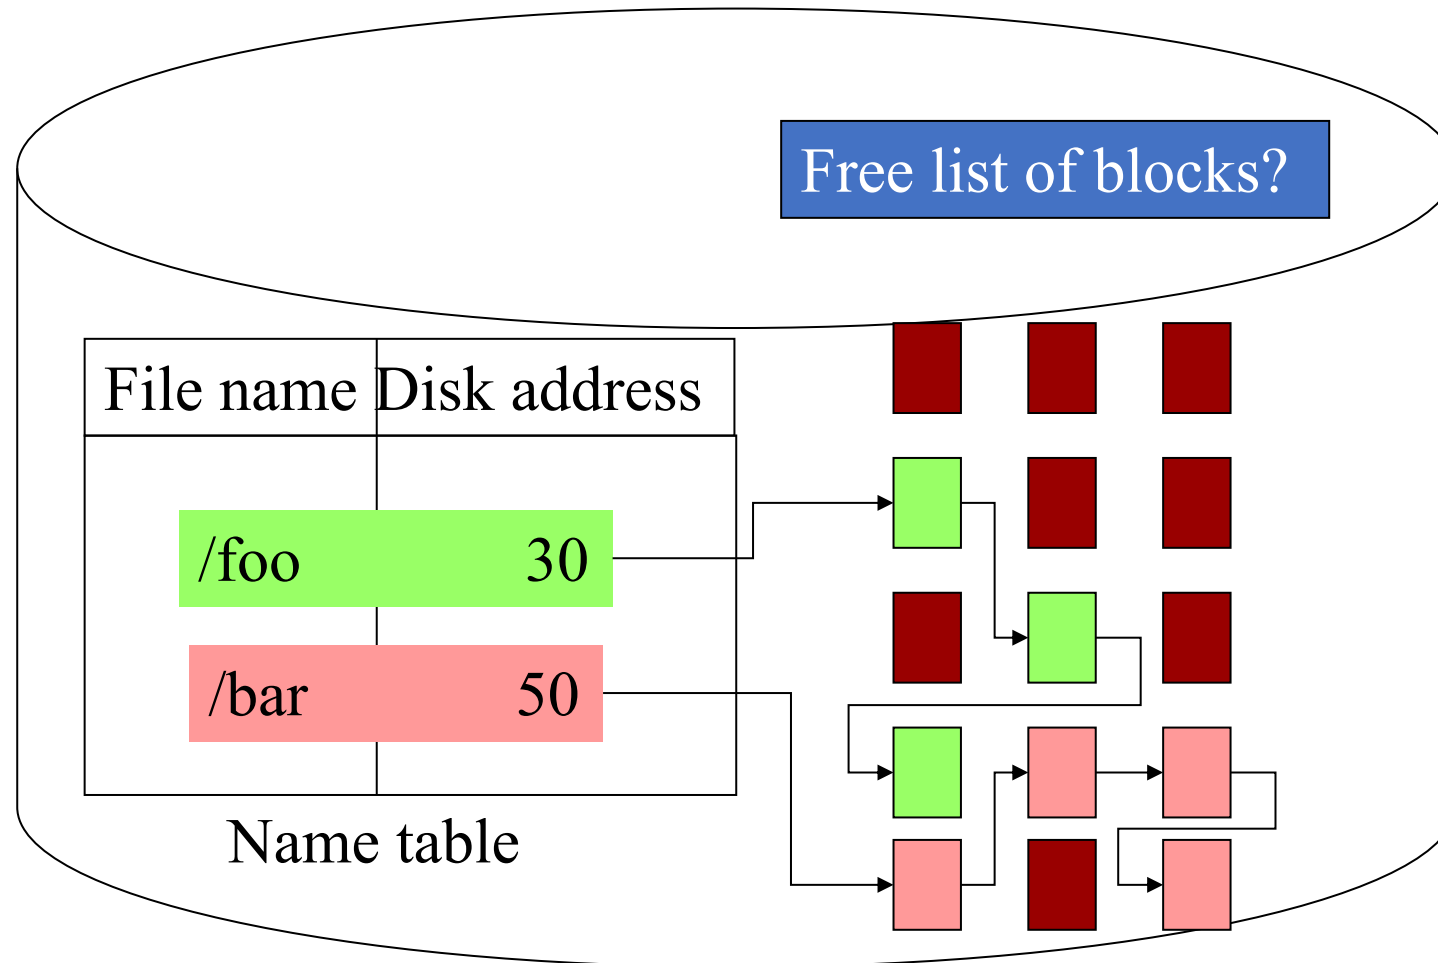 Free list of blocks?
File name Disk address
/foo 30
/bar 50
Name table